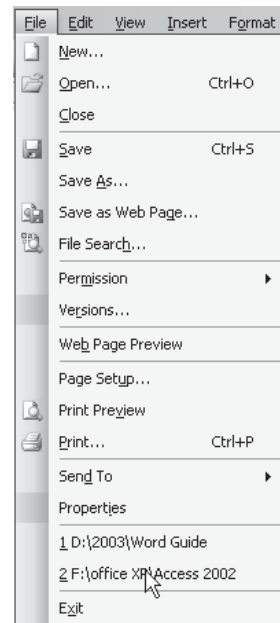 File Edit View Insert Format
New...
Open... Ctrl+O
Close
Save Ctrl+S
Save As...
Save as Web Page...
File Search...
Permission
Versions...
Web Page Preview
Page Setup...
Print Preview
Print... Ctrl+P
Send To
Properties
1 D:\2003\Word Guide
2 F:\office XP\Access 2002
Exit